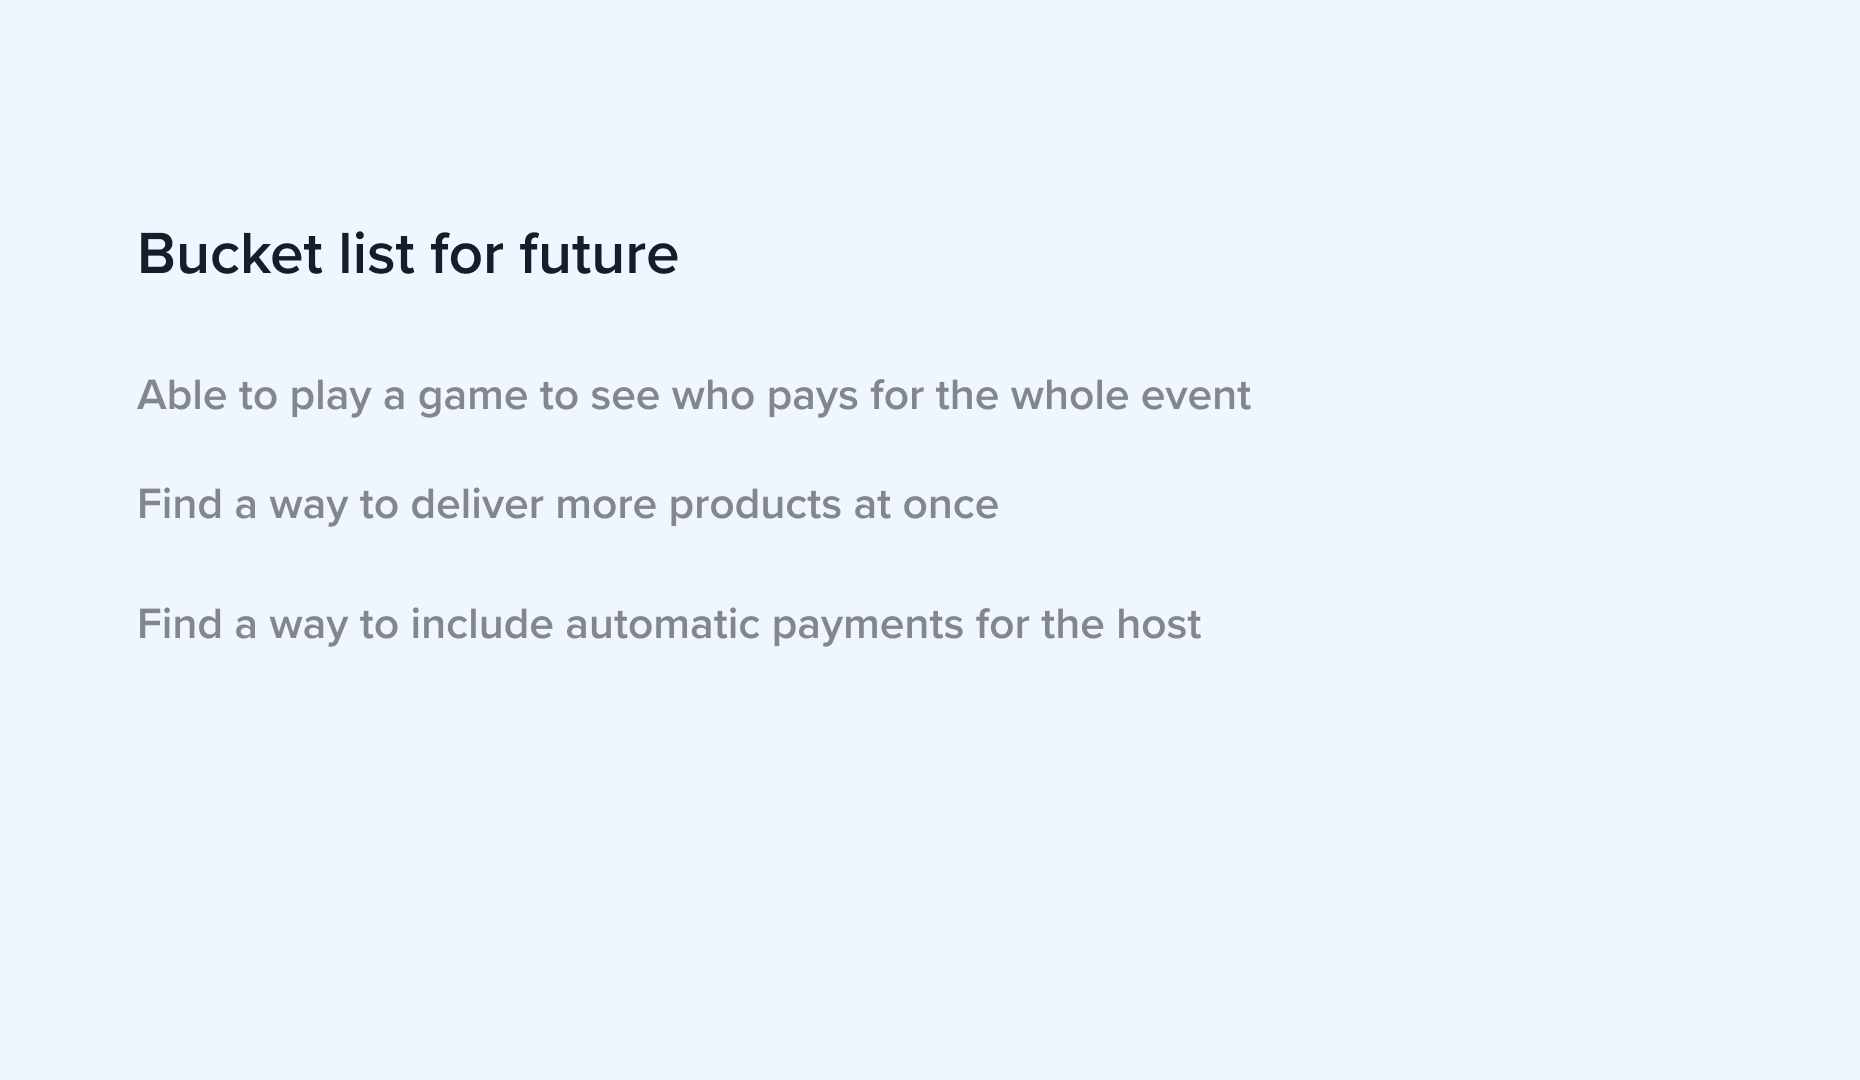 Bucket list for future
Able to play a game to see who pays for the whole event
Find a way to deliver more products at once
Find a way to include automatic payments for the host